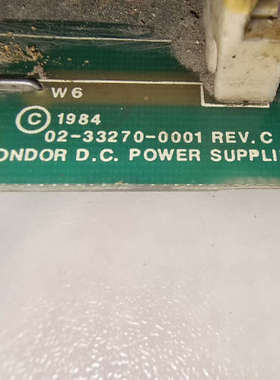 W6
© 1984
02-33270-0001 REV.C
ONDOR D.C. POWER SUPPLI